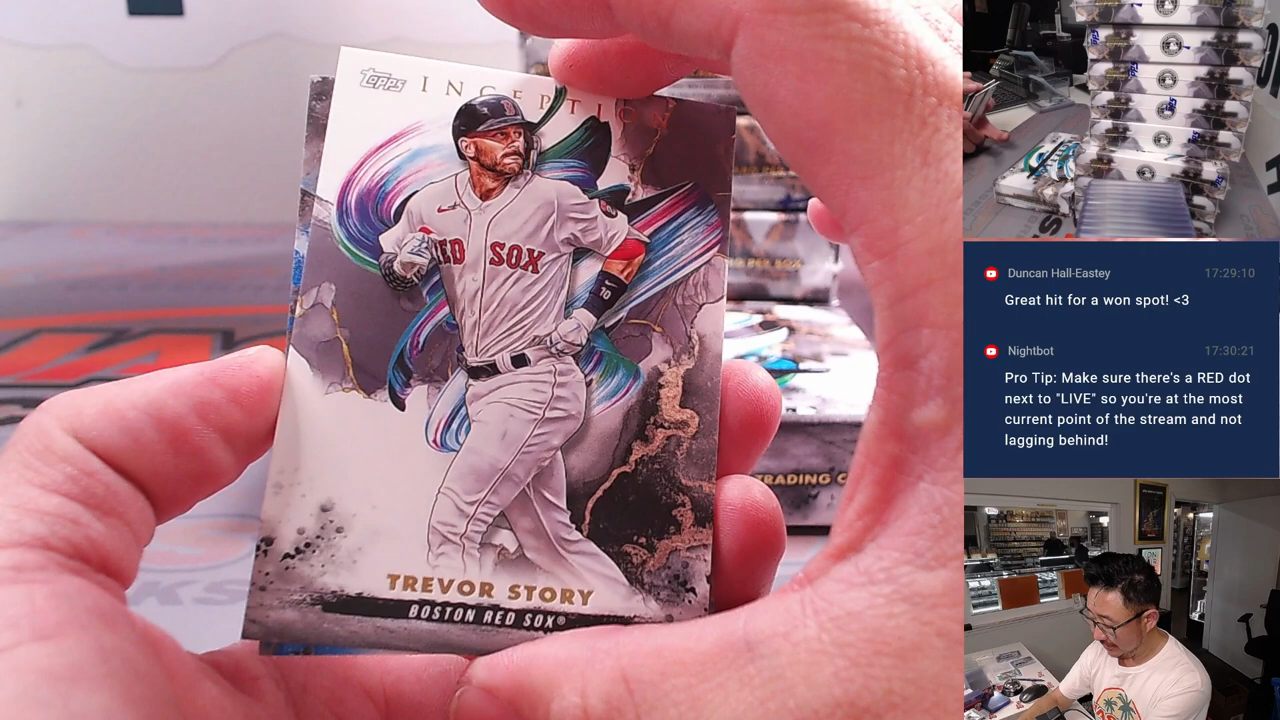 topps INCEPTION
RED SOX
10
TREVOR STORY
BOSTON RED SOX®
TRADING C
Duncan Hall-Eastey 17:29:10
Great hit for a won spot! <3
Nightbot 17:30:21
Pro Tip: Make sure there's a RED dot
next to "LIVE" so you're at the most
current point of the stream and not
lagging behind!